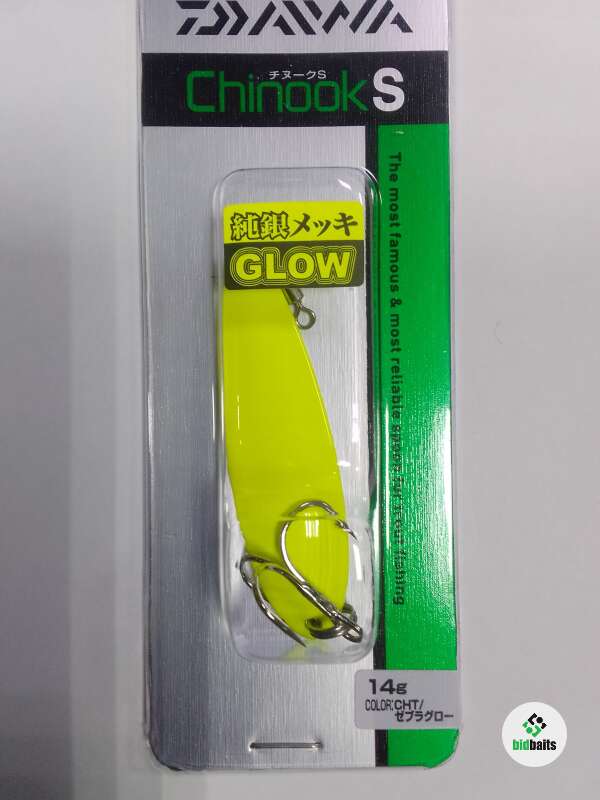 DAIWA
チヌークS
Chinook S
純銀メッキ
GLOW
The most famous & most reliable spoon for trout fishing
14g
COLOR:CHT/
ゼブラグロー
bidbaits